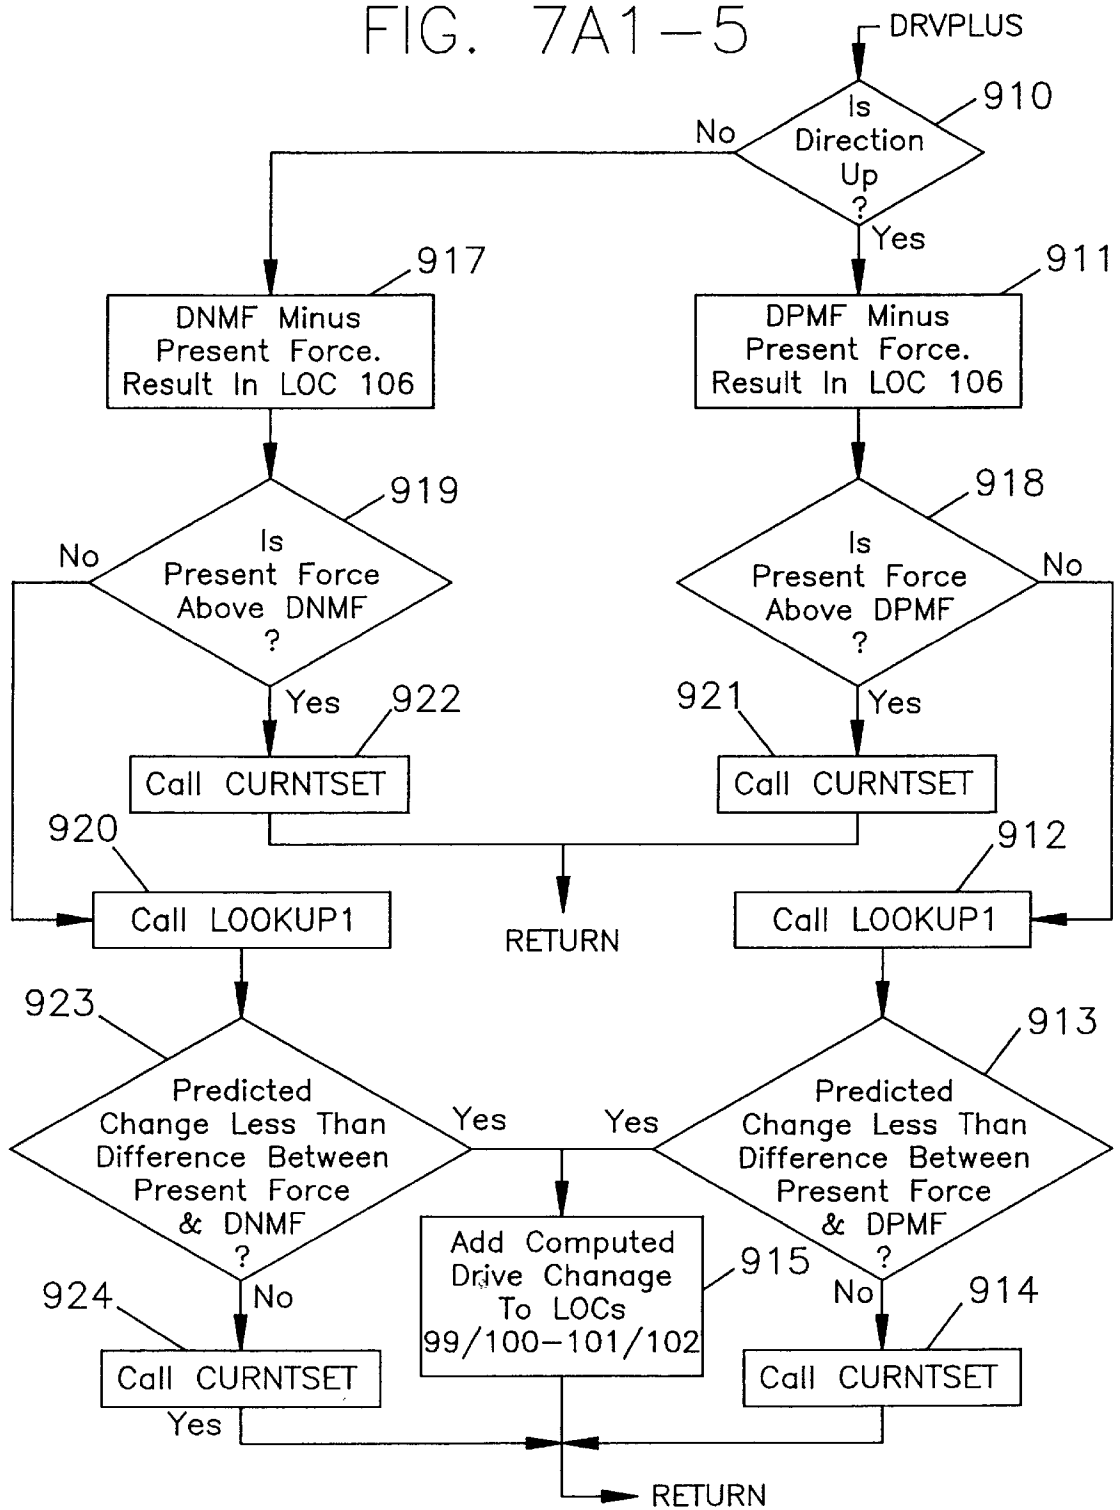 FIG. 7A1-5
DRVPLUS
910
Is
Direction
Up
?
No
Yes
917
DNMF Minus
Present Force.
Result In LOC 106
911
DPMF Minus
Present Force.
Result In LOC 106
919
Is
Present Force
Above DNMF
?
No
Yes
918
Is
Present Force
Above DPMF
?
No
Yes
922
Call CURNTSET
921
Call CURNTSET
RETURN
920
Call LOOKUP1
912
Call LOOKUP1
923
Predicted
Change Less Than
Difference Between
Present Force
& DNMF
?
Yes
No
913
Predicted
Change Less Than
Difference Between
Present Force
& DPMF
?
Yes
No
915
Add Computed
Drive Chanage
To LOCs
99/100-101/102
924
Call CURNTSET
Yes
914
Call CURNTSET
RETURN